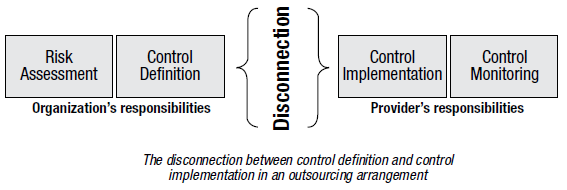 Risk
Assessment
Control
Definition
Disconnection
Control
Implementation
Control
Monitoring
Organization's responsibilities
Provider's responsibilities
The disconnection between control definition and control
implementation in an outsourcing arrangement